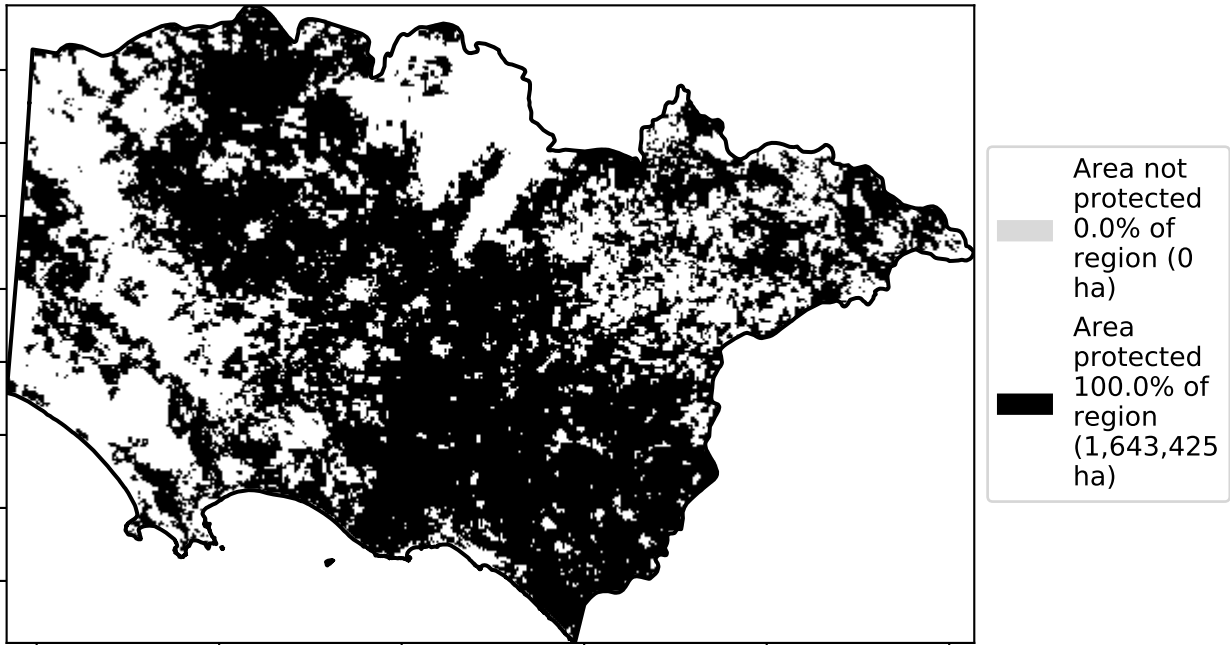 Area not
protected
0.0% of
region (0
ha)
Area
protected
100.0% of
region
(1,643,425
ha)